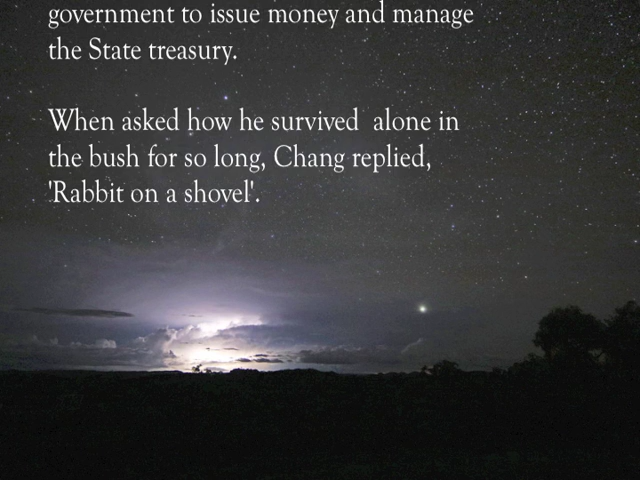 government to issue money and manage
the State treasury.
When asked how he survived  alone in
the bush for so long, Chang replied,
'Rabbit on a shovel'.